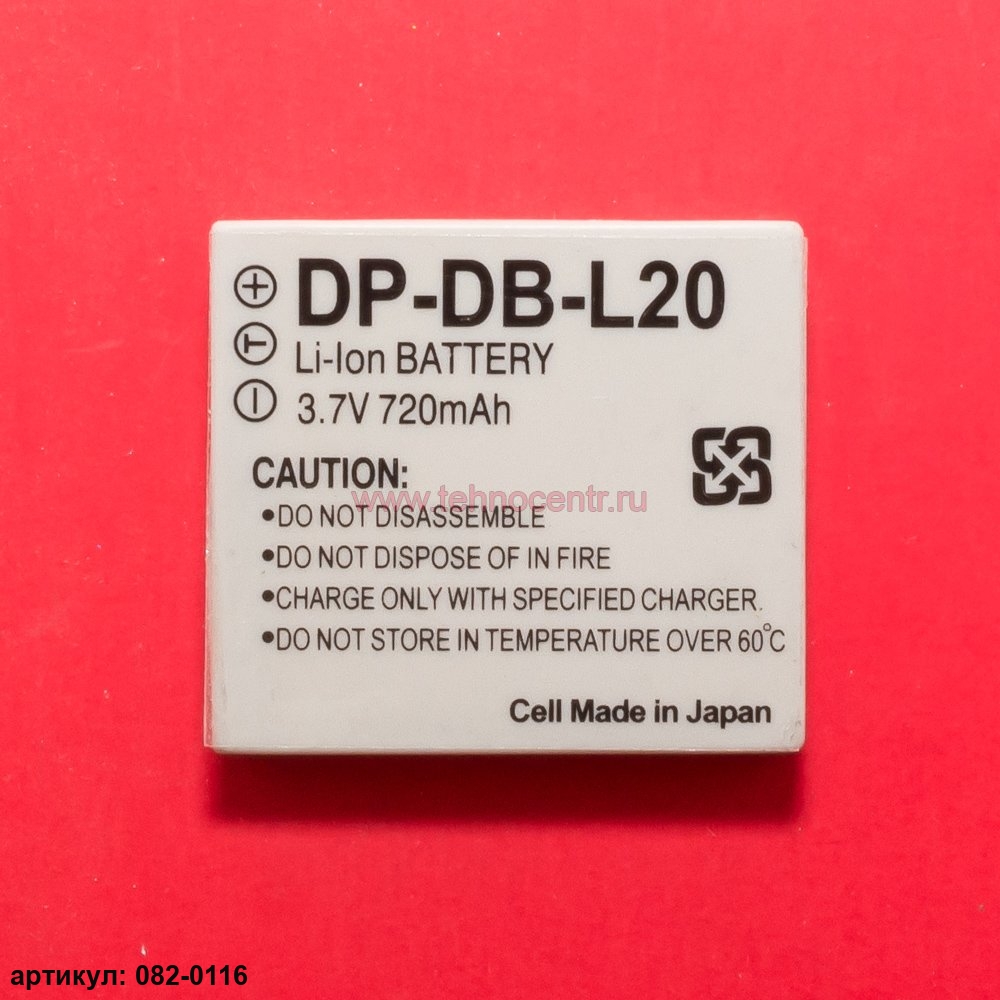 DP-DB-L20
Li-Ion BATTERY
3.7V 720mAh
CAUTION:
www.tehnocentr.ru
•DO NOT DISASSEMBLE
•DO NOT DISPOSE OF IN FIRE
•CHARGE ONLY WITH SPECIFIED CHARGER.
•DO NOT STORE IN TEMPERATURE OVER 60°C
Cell Made in Japan
артикул: 082-0116